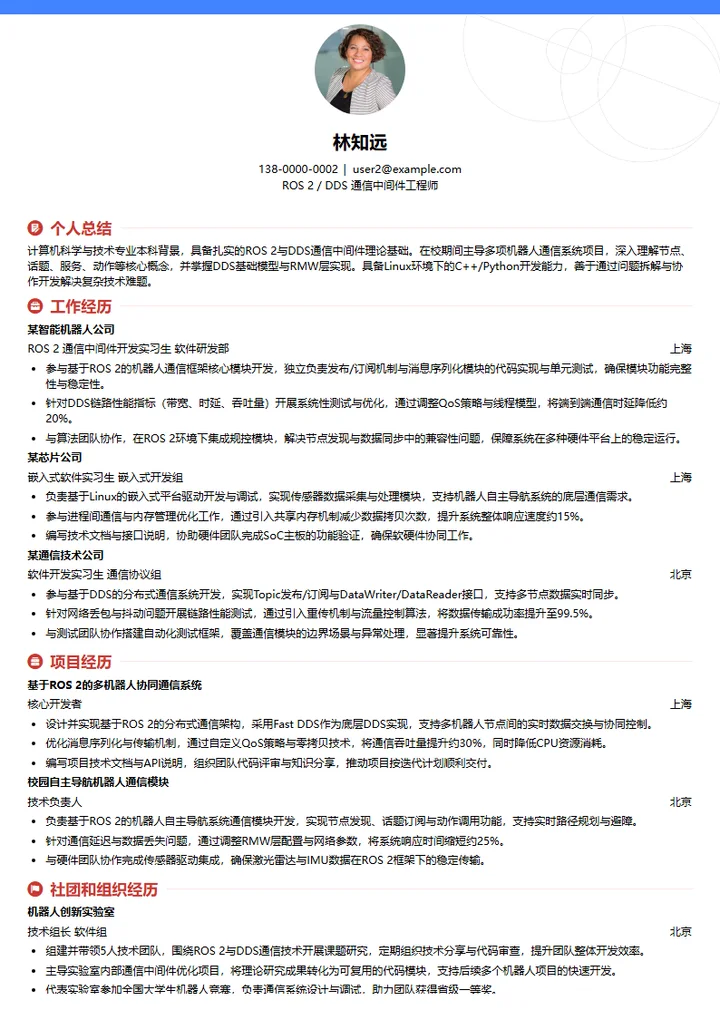 林知远
138-0000-0002 | user2@example.com
ROS 2 / DDS 通信中间件工程师
个人总结
计算机科学与技术专业本科背景，具备扎实的ROS 2与DDS通信中间件理论基础。在校期间主导多项机器人通信系统项目，深入理解节点、
话题、服务、动作等核心概念，并掌握DDS基础模型与RMW层实现。具备Linux环境下的C++/Python开发能力，善于通过问题拆解与协
作开发解决复杂技术难题。
工作经历
某智能机器人公司
ROS 2 通信中间件开发实习生 软件研发部 上海
• 参与基于ROS 2的机器人通信框架核心模块开发，独立负责发布/订阅机制与消息序列化模块的代码实现与单元测试，确保模块功能完整
性与稳定性。
• 针对DDS链路性能指标（带宽、时延、吞吐量）开展系统性测试与优化，通过调整QoS策略与线程模型，将端到端通信时延降低约
20%。
• 与算法团队协作，在ROS 2环境下集成规控模块，解决节点发现与数据同步中的兼容性问题，保障系统在多种硬件平台上的稳定运行。
某芯片公司
嵌入式软件实习生 嵌入式开发组 上海
• 负责基于Linux的嵌入式平台驱动开发与调试，实现传感器数据采集与处理模块，支持机器人自主导航系统的底层通信需求。
• 参与进程间通信与内存管理优化工作，通过引入共享内存机制减少数据拷贝次数，提升系统整体响应速度约15%。
• 编写技术文档与接口说明，协助硬件团队完成SoC主板的功能验证，确保软硬件协同工作。
某通信技术公司
软件开发实习生 通信协议组 北京
• 参与基于DDS的分布式通信系统开发，实现Topic发布/订阅与DataWriter/DataReader接口，支持多节点数据实时同步。
• 针对网络丢包与抖动问题开展链路性能测试，通过引入重传机制与流量控制算法，将数据传输成功率提升至99.5%。
• 与测试团队协作搭建自动化测试框架，覆盖通信模块的边界场景与异常处理，显著提升系统可靠性。
项目经历
基于ROS 2的多机器人协同通信系统
核心开发者 上海
• 设计并实现基于ROS 2的分布式通信架构，采用Fast DDS作为底层DDS实现，支持多机器人节点间的实时数据交换与协同控制。
• 优化消息序列化与传输机制，通过自定义QoS策略与零拷贝技术，将通信吞吐量提升约30%，同时降低CPU资源消耗。
• 编写项目技术文档与API说明，组织团队代码评审与知识分享，推动项目按迭代计划顺利交付。
校园自主导航机器人通信模块
技术负责人 北京
• 负责基于ROS 2的机器人自主导航系统通信模块开发，实现节点发现、话题订阅与动作调用功能，支持实时路径规划与避障。
• 针对通信延迟与数据丢失问题，通过调整RMW层配置与网络参数，将系统响应时间缩短约25%。
• 与硬件团队协作完成传感器驱动集成，确保激光雷达与IMU数据在ROS 2框架下的稳定传输。
社团和组织经历
机器人创新实验室
技术组长 软件组 北京
• 组建并带领5人技术团队，围绕ROS 2与DDS通信技术开展课题研究，定期组织技术分享与代码审查，提升团队整体开发效率。
• 主导实验室内部通信中间件优化项目，将理论研究成果转化为可复用的代码模块，支持后续多个机器人项目的快速开发。
• 代表实验室参加全国大学生机器人竞赛，负责通信系统设计与调试，助力团队获得省级一等奖。